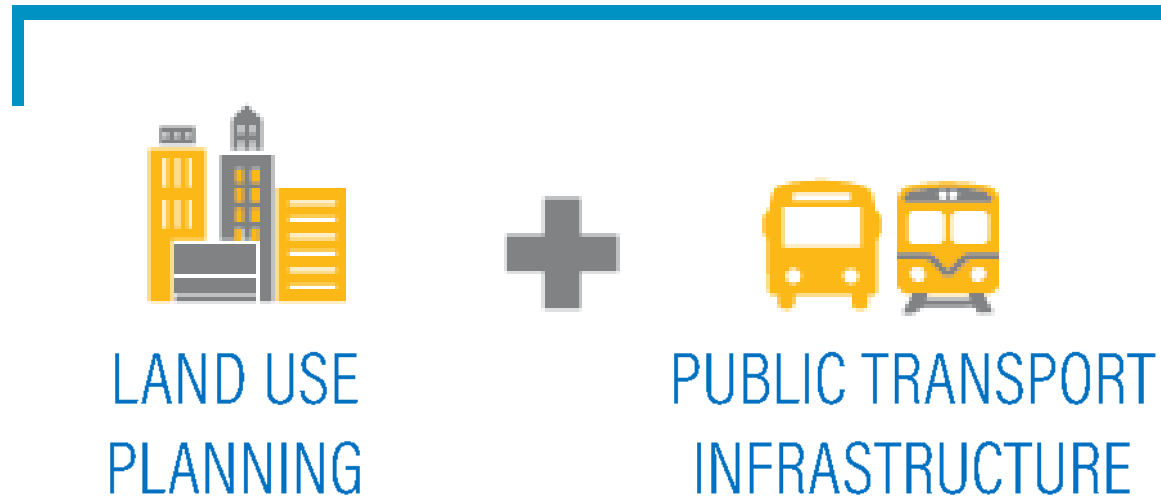 LAND USE
PLANNING
PUBLIC TRANSPORT
INFRASTRUCTURE